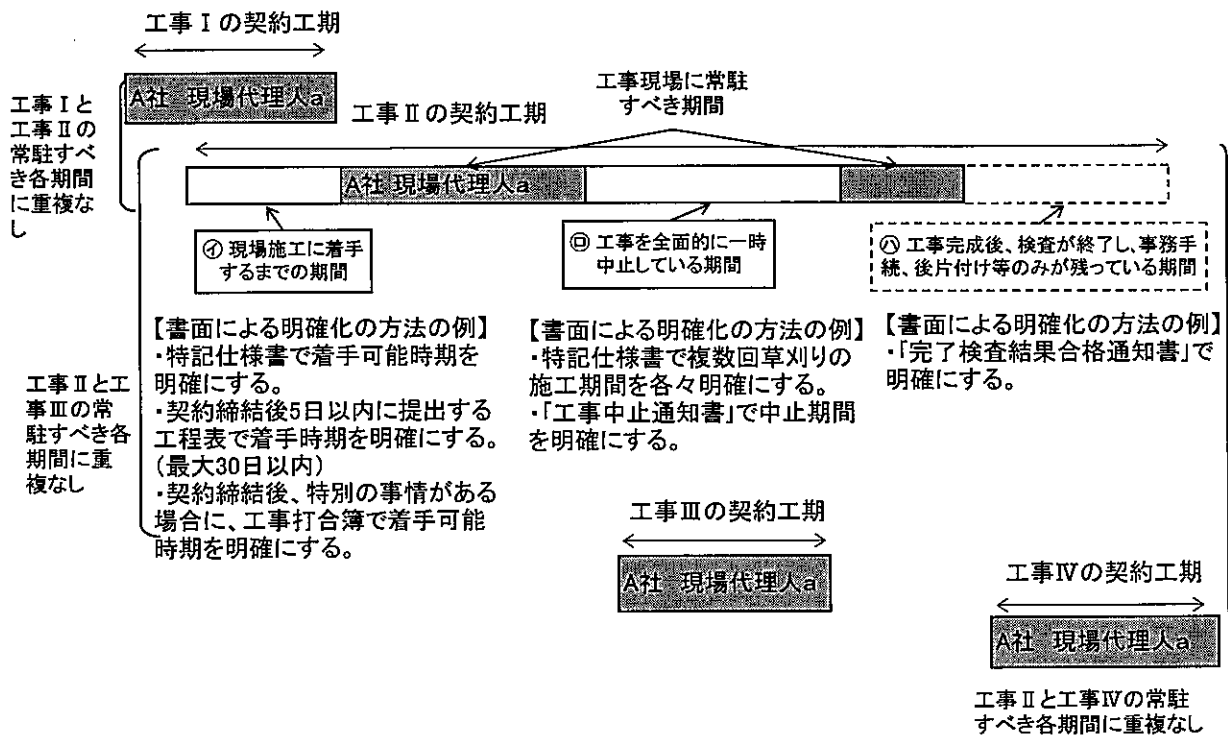 工事Ⅰの契約工期
A社 現場代理人a
工事Ⅰと
工事Ⅱの
常駐すべ
き各期間
に重複な
し
工事Ⅱの契約工期
工事現場に常駐
すべき期間
A社 現場代理人a
㋑ 現場施工に着手
するまでの期間
㋺ 工事を全面的に一時
中止している期間
㋩ 工事完成後、検査が終了し、事務手
続、後片付け等のみが残っている期間
工事Ⅱと工
事Ⅲの常
駐すべき各
期間に重
複なし
【書面による明確化の方法の例】
・特記仕様書で着手可能時期を
明確にする。
・契約締結後5日以内に提出する
工程表で着手時期を明確にする。
(最大30日以内)
・契約締結後、特別の事情がある
場合に、工事打合簿で着手可能
時期を明確にする。
【書面による明確化の方法の例】
・特記仕様書で複数回草刈りの
施工期間を各々明確にする。
・「工事中止通知書」で中止期間
を明確にする。
【書面による明確化の方法の例】
・「完了検査結果合格通知書」で
明確にする。
工事Ⅲの契約工期
A社 現場代理人a
工事Ⅳの契約工期
A社 現場代理人a
工事Ⅱと工事Ⅳの常駐
すべき各期間に重複なし